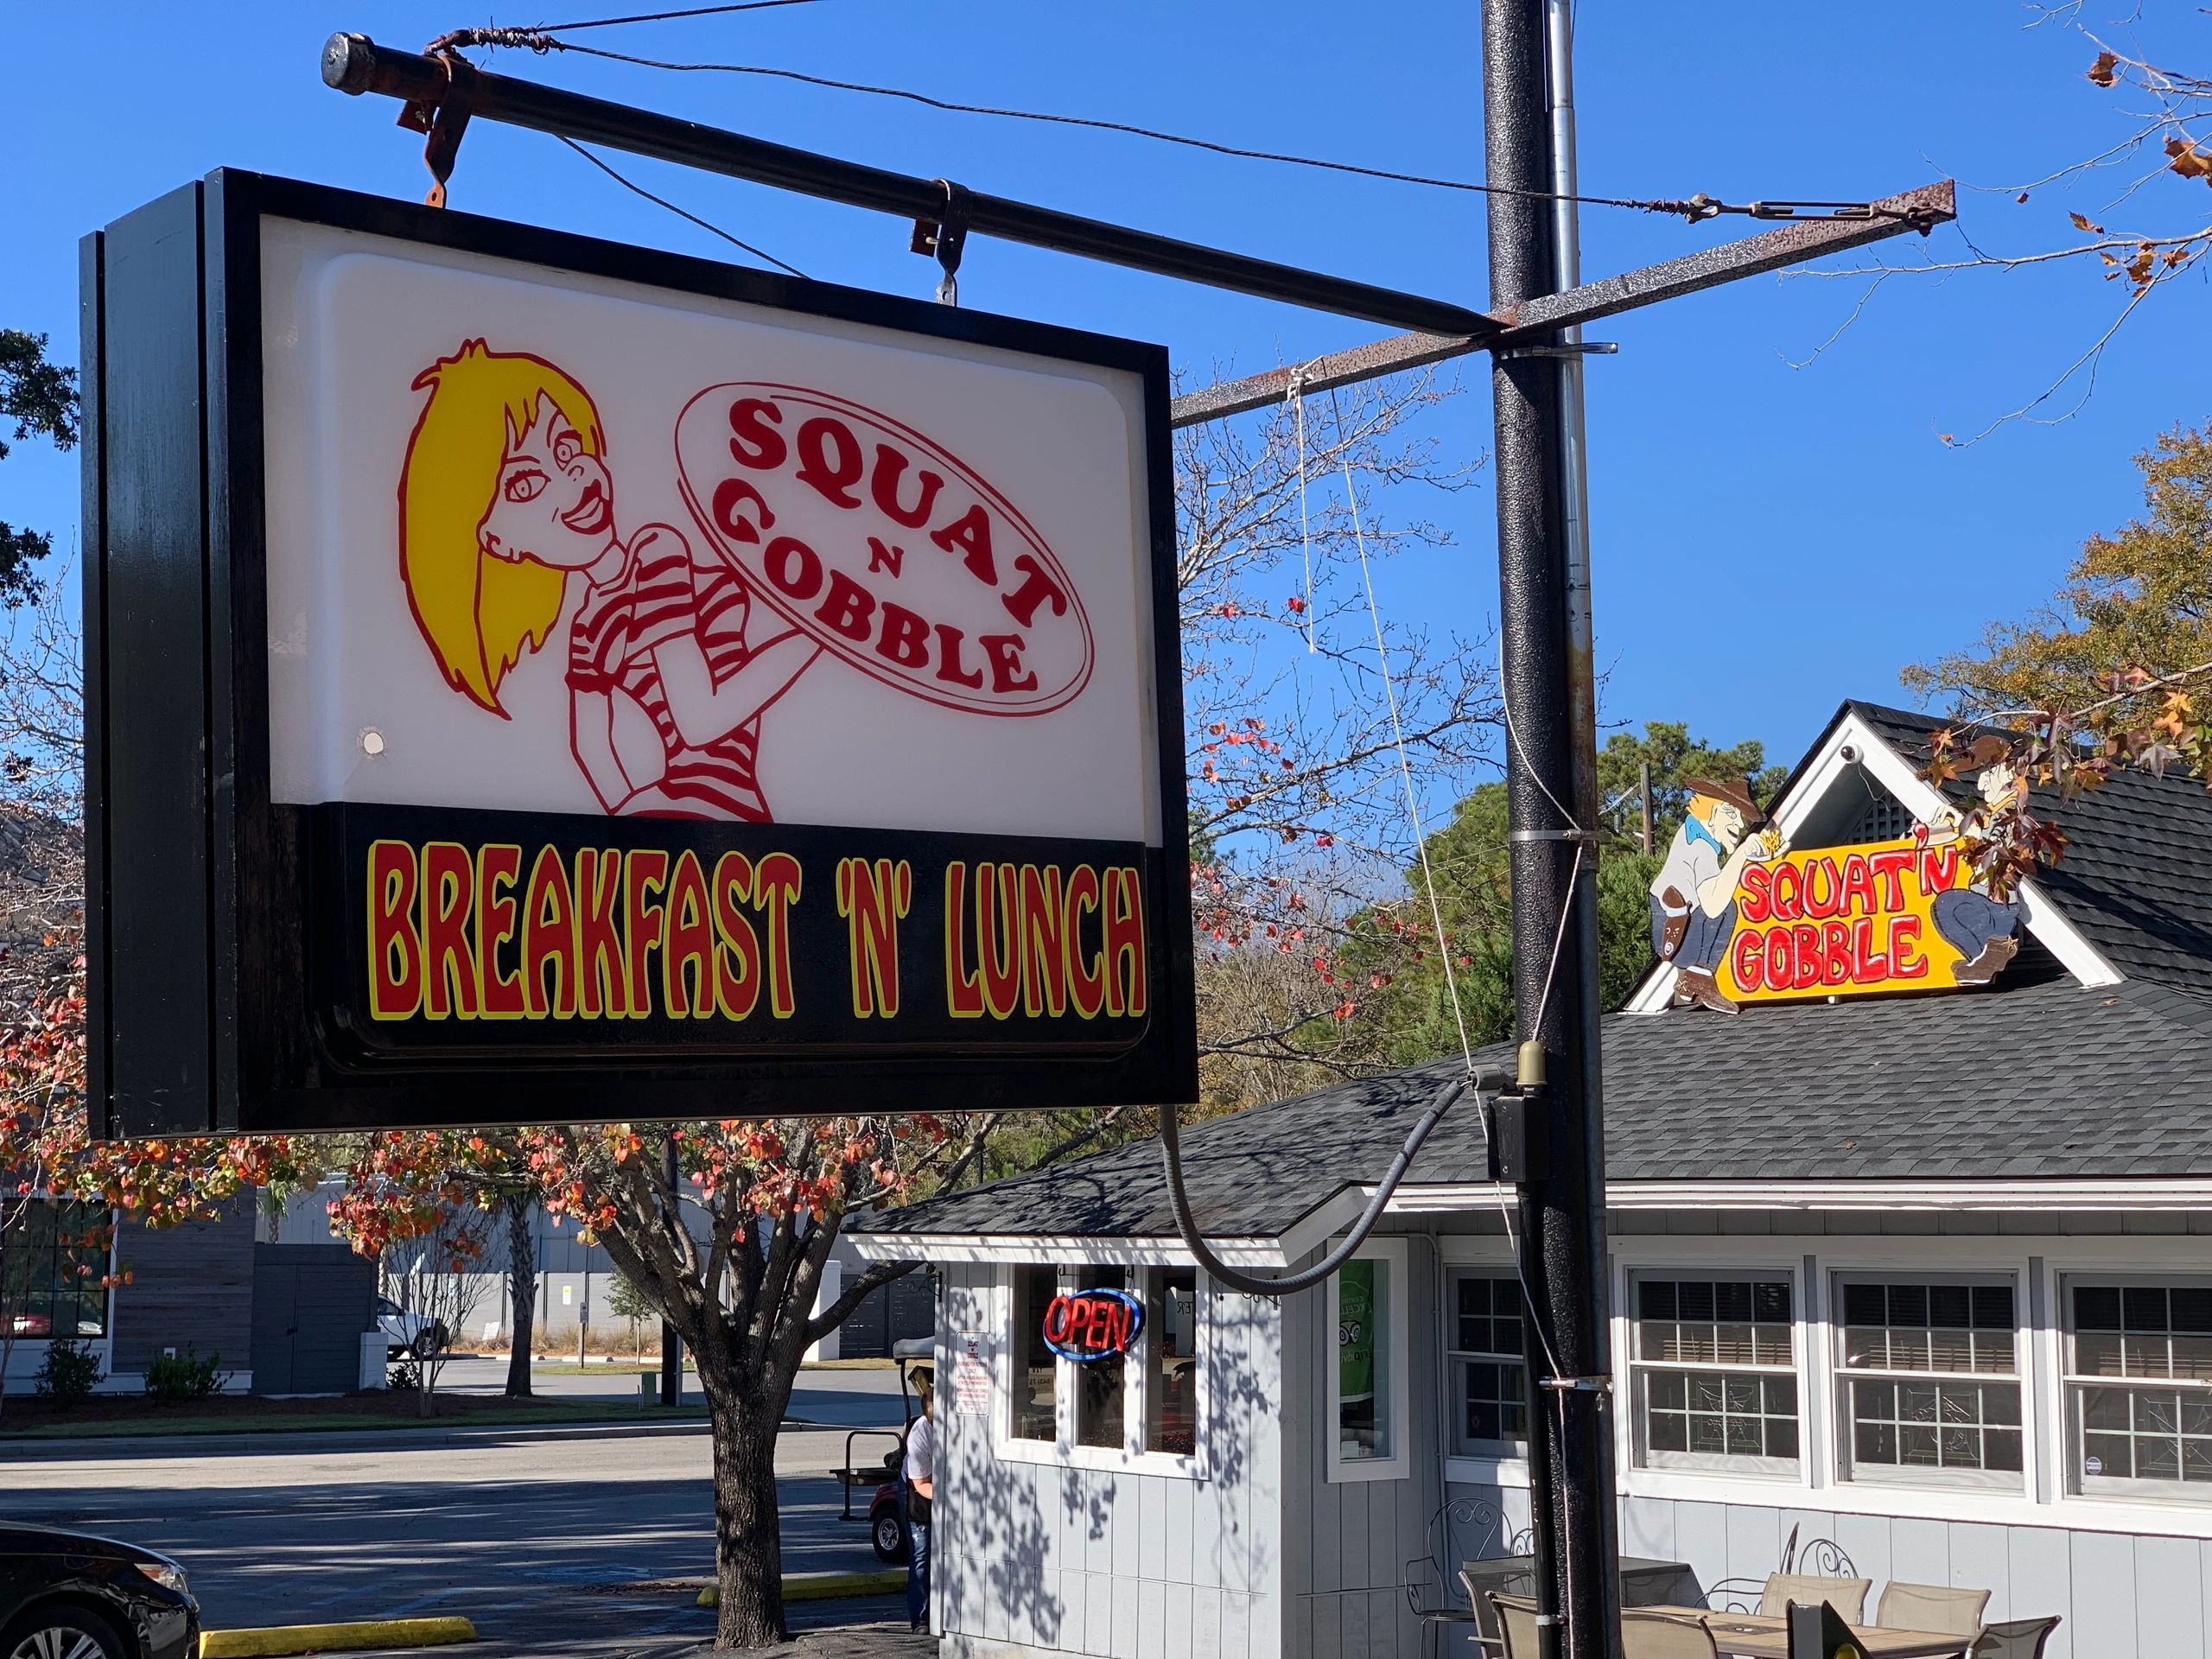 SQUAT
N
GOBBLE
BREAKFAST 'N' LUNCH
SQUAT'N
GOBBLE
OPEN